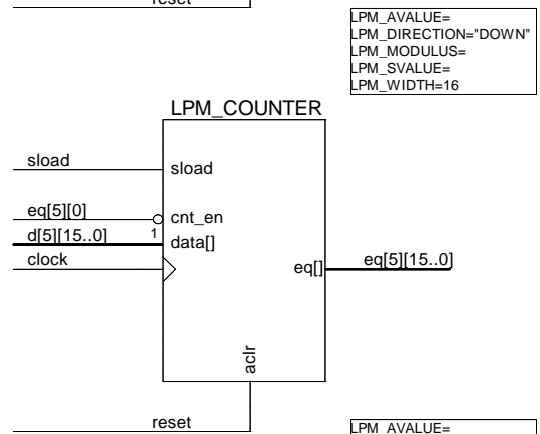 reset
LPM_AVALUE=
LPM_DIRECTION="DOWN"
LPM_MODULUS=
LPM_SVALUE=
LPM_WIDTH=16
LPM_COUNTER
sload
sload
eq[5][0]
cnt_en
d[5][15..0]
1
data[]
clock
eq[]
eq[5][15..0]
aclr
reset
LPM_AVALUE=